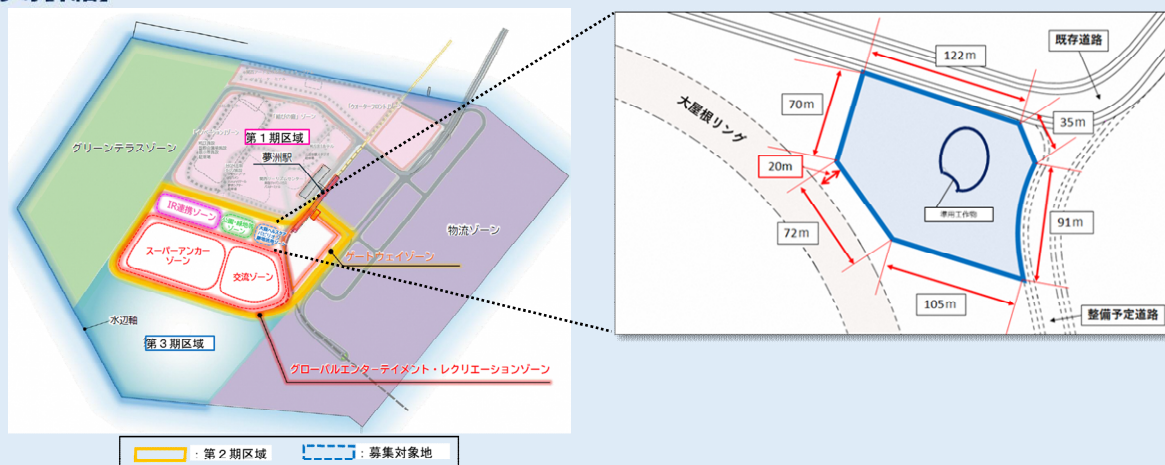 グリーンテラスゾーン
第１期区域
夢洲駅
IR連携ゾーン
スーパーアンカー
ゾーン
交流ゾーン
物流ゾーン
ゲートウェイゾーン
水辺軸
第３期区域
グローバルエンターテイメント・レクリエーションゾーン
：第２期区域
：募集対象地
122m
既存道路
70m
大屋根リング
35m
20m
72m
91m
105m
整備予定道路